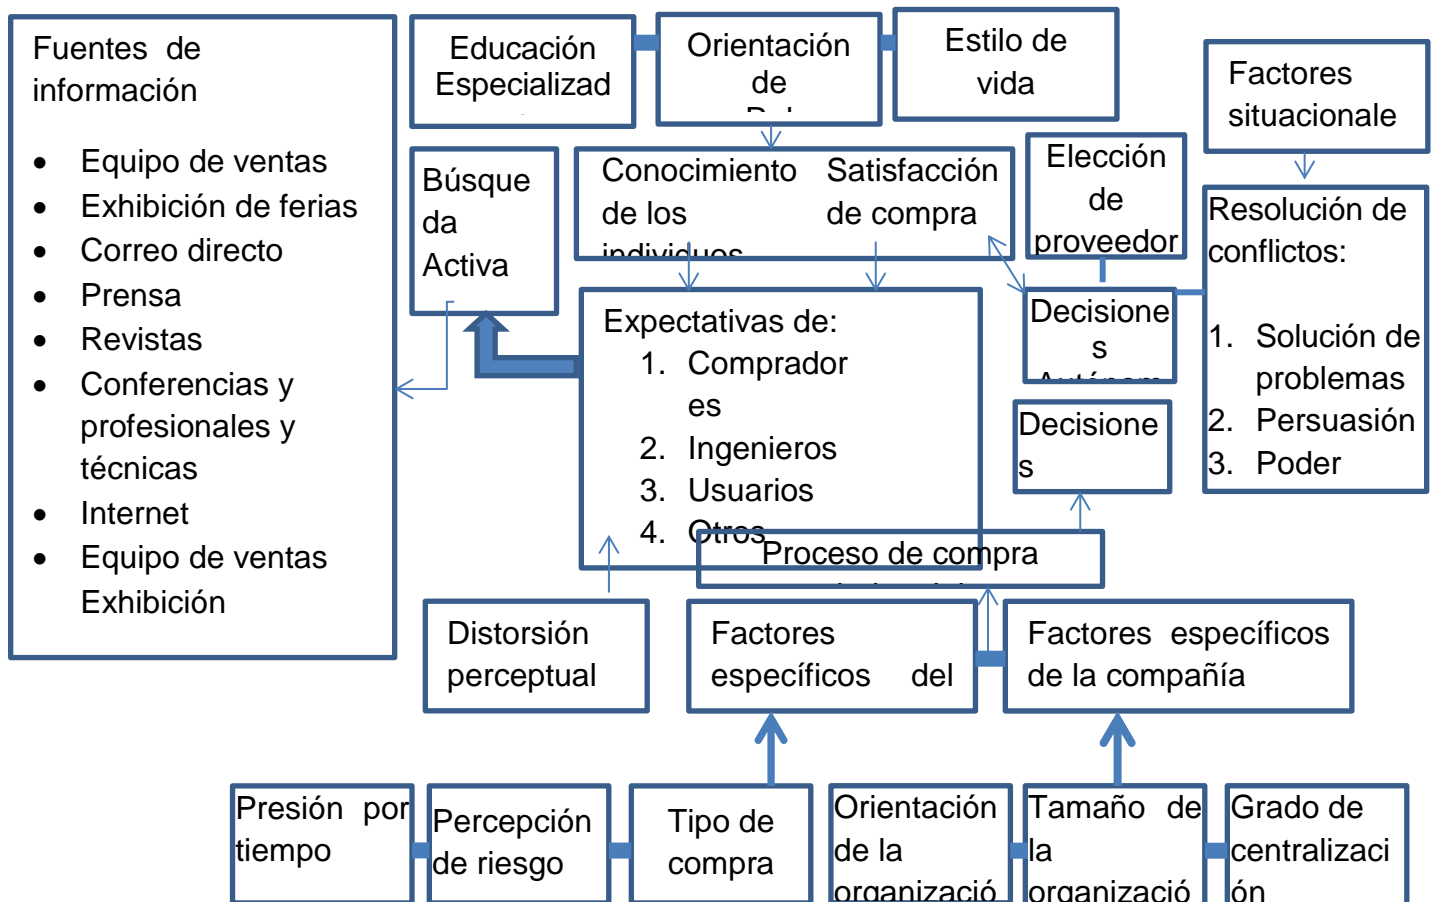 Fuentes de
información
• Equipo de ventas
• Exhibición de ferias
• Correo directo
• Prensa
• Revistas
• Conferencias y
profesionales y
técnicas
• Internet
• Equipo de ventas
Exhibición
Educación
Especializad
Orientación
de
Estilo de
vida
Factores
situacionale
Búsque
da
Activa
Conocimiento
de los
individuos
Satisfacción
de compra
Elección
de
proveedor
Resolución de
conflictos:
1. Solución de
problemas
2. Persuasión
3. Poder
Expectativas de:
1. Comprador
es
2. Ingenieros
3. Usuarios
4. Otros
Decisione
s
Decisione
s
Proceso de compra
Distorsión
perceptual
Factores
específicos del
Factores específicos
de la compañía
Presión por
tiempo
Percepción
de riesgo
Tipo de
compra
Orientación
de la
organizació
Tamaño de
la
organizació
Grado de
centralizaci
ón